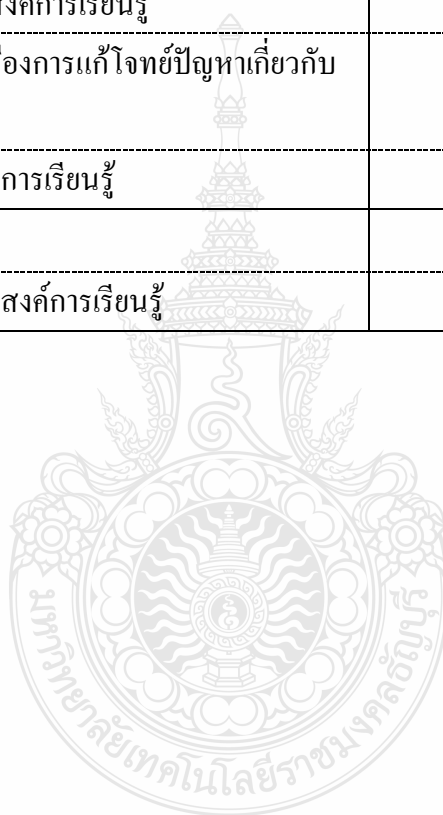 งค์การเรียนรู้
องการแก้โจทย์ปัญหาเกี่ยวกับ
การเรียนรู้
สงค์การเรียนรู้
มหาวิทยาลัยเทคโนโลยีราชมงคลธัญบุรี